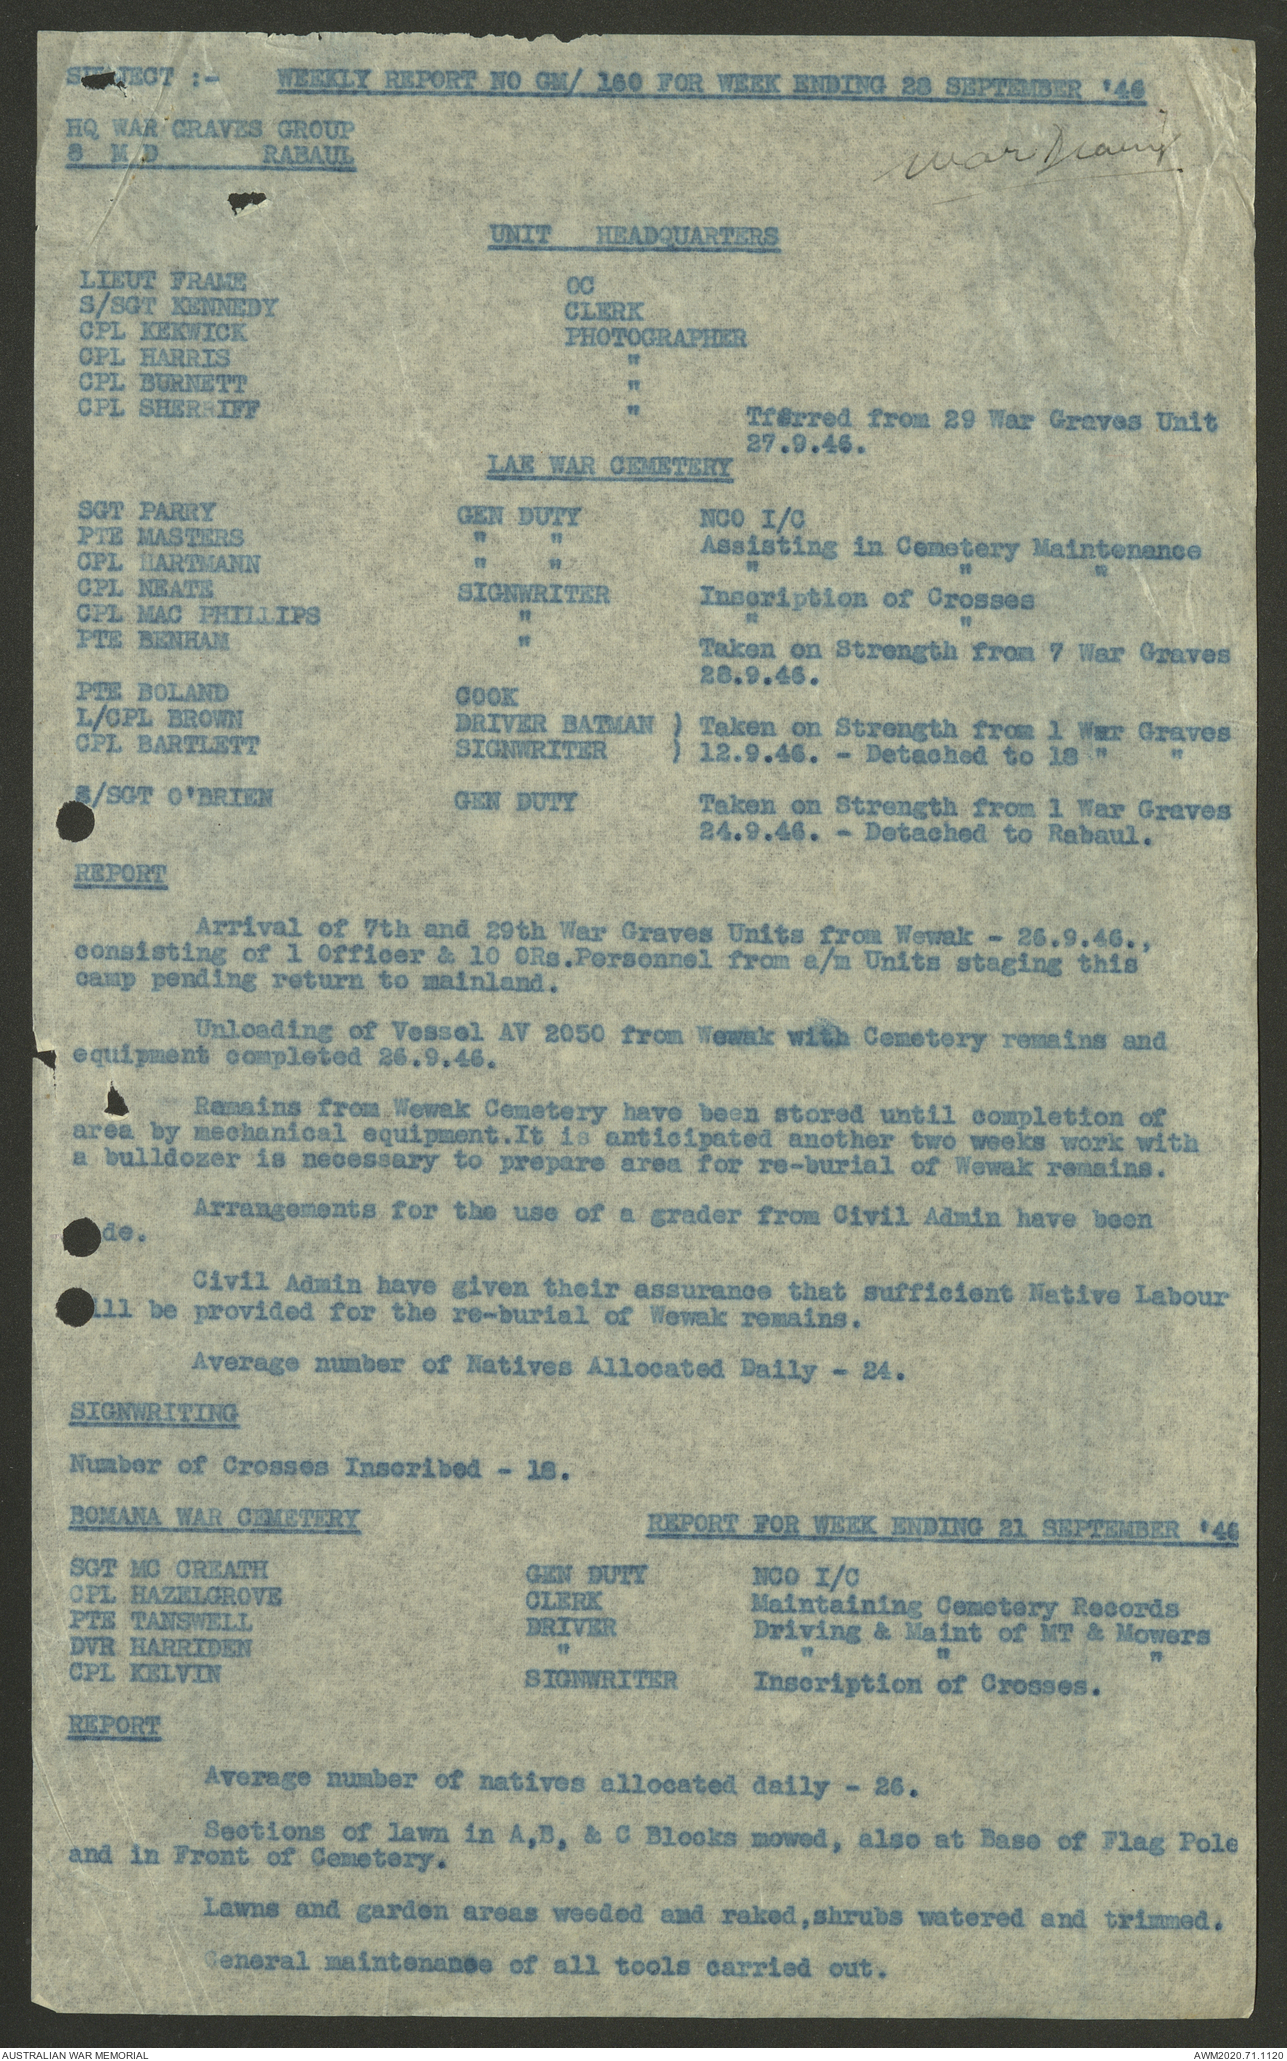 SUBJECT :- WEEKLY REPORT NO GM/ 160 FOR WEEK ENDING 28 SEPTEMBER '46
HQ WAR GRAVES GROUP
8 M D RABAUL
War Diary
UNIT HEADQUARTERS
LIEUT FRAME OC
S/SGT KENNEDY CLERK
CPL KEKWICK PHOTOGRAPHER
CPL HARRIS "
CPL BURNETT "
CPL SHERRIFF " Tferred from 29 War Graves Unit
27.9.46.
LAE WAR CEMETERY
SGT PARRY GEN DUTY NCO I/C
PTE MASTERS " " Assisting in Cemetery Maintenance
CPL HARTMANN " " " " "
CPL NEATE SIGNWRITER Inscription of Crosses
CPL MAC PHILLIPS " " "
PTE BENHAM " Taken on Strength from 7 War Graves
28.9.46.
PTE BOLAND COOK
L/CPL BROWN DRIVER BATMAN ) Taken on Strength from 1 War Graves
CPL BARTLETT SIGNWRITER ) 12.9.46. - Detached to 18 " "
S/SGT O'BRIEN GEN DUTY Taken on Strength from 1 War Graves
24.9.46. - Detached to Rabaul.
REPORT
Arrival of 7th and 29th War Graves Units from Wewak - 26.9.46.,
consisting of 1 Officer & 10 ORs.Personnel from a/m Units staging this
camp pending return to mainland.
Unloading of Vessel AV 2050 from Wewak with Cemetery remains and
equipment completed 26.9.46.
Remains from Wewak Cemetery have been stored until completion of
area by mechanical equipment.It is anticipated another two weeks work with
a bulldozer is necessary to prepare area for re-burial of Wewak remains.
Arrangements for the use of a grader from Civil Admin have been
de.
Civil Admin have given their assurance that sufficient Native Labour
ill be provided for the re-burial of Wewak remains.
Average number of Natives Allocated Daily - 24.
SIGNWRITING
Number of Crosses Inscribed - 18.
BOMANA WAR CEMETERY REPORT FOR WEEK ENDING 21 SEPTEMBER '46
SGT MC CREATH GEN DUTY NCO I/C
CPL HAZELGROVE CLERK Maintaining Cemetery Records
PTE TANSWELL DRIVER Driving & Maint of MT & Mowers
DVR HARRIDEN " " " "
CPL KELVIN SIGNWRITER Inscription of Crosses.
REPORT
Average number of natives allocated daily - 26.
Sections of lawn in A,B, & C Blocks mowed, also at Base of Flag Pole
and in Front of Cemetery.
Lawns and garden areas weeded and raked,shrubs watered and trimmed.
General maintenance of all tools carried out.
AUSTRALIAN WAR MEMORIAL AWM2020.71.1120